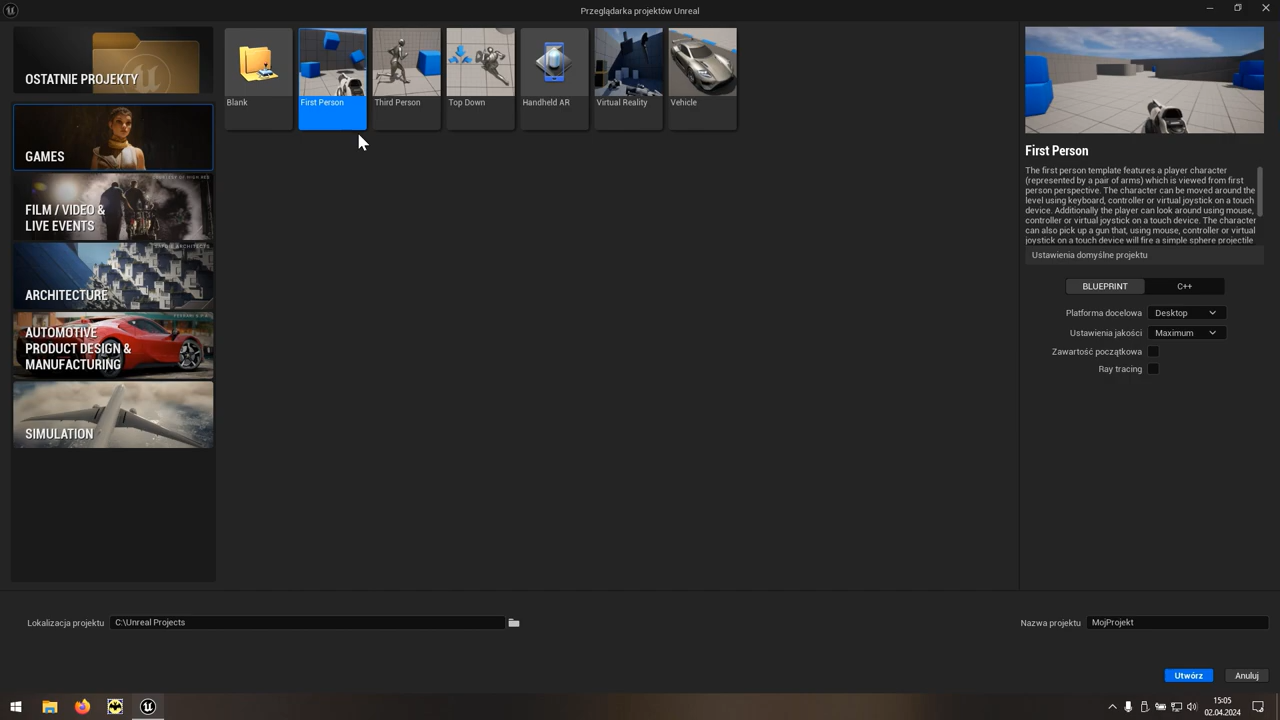 Przeglądarka projektów Unreal
OSTATNIE PROJEKTY
GAMES
FILM / VIDEO &
LIVE EVENTS
ARCHITECTURE
AUTOMOTIVE
PRODUCT DESIGN &
MANUFACTURING
SIMULATION
Blank
First Person
Third Person
Top Down
Handheld AR
Virtual Reality
Vehicle
First Person
The first person template features a player character
(represented by a pair of arms) which is viewed from first
person perspective. The character can be moved around the
level using keyboard, controller or virtual joystick on a touch
device. Additionally the player can look around using mouse,
controller or virtual joystick on a touch device. The character
can also pick up a gun that, using mouse, controller or virtual
joystick on a touch device will fire a simple sphere projectile
Ustawienia domyślne projektu
BLUEPRINT
C++
Platforma docelowa
Desktop
Ustawienia jakości
Maximum
Zawartość początkowa
Ray tracing
Lokalizacja projektu
C:\Unreal Projects
Nazwa projektu
MojProjekt
Utwórz
Anuluj
15:05
02.04.2024